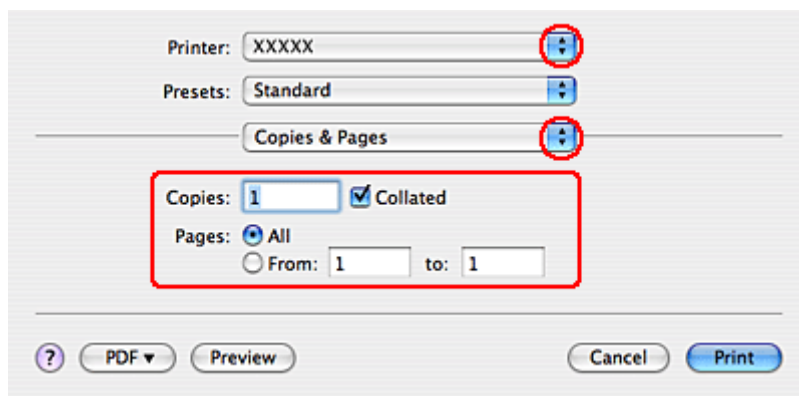 Printer: XXXXX
Presets: Standard
Copies & Pages
Copies: 1 Collated
Pages: All
From: 1 to: 1
? PDF Preview Cancel Print